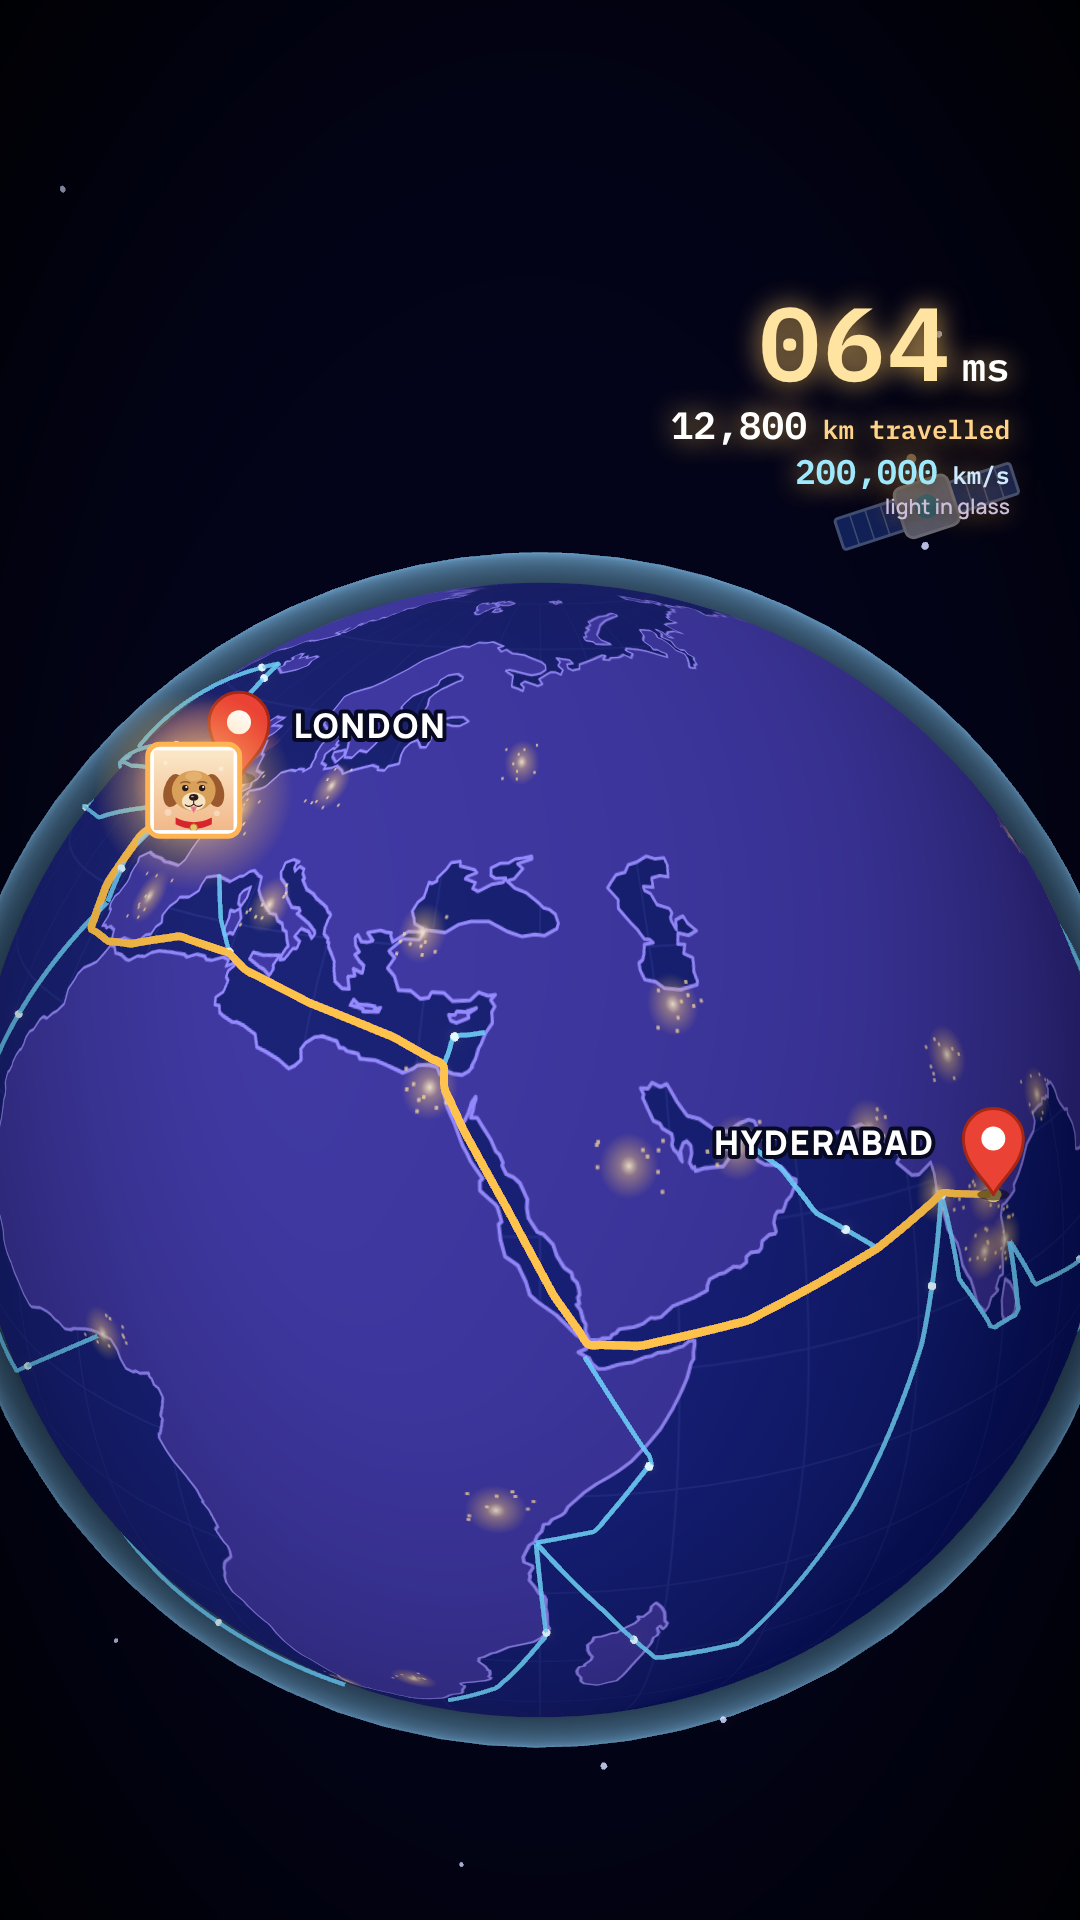 064 ms
12,800 km travelled
200,000 km/s
light in glass
LONDON
HYDERABAD